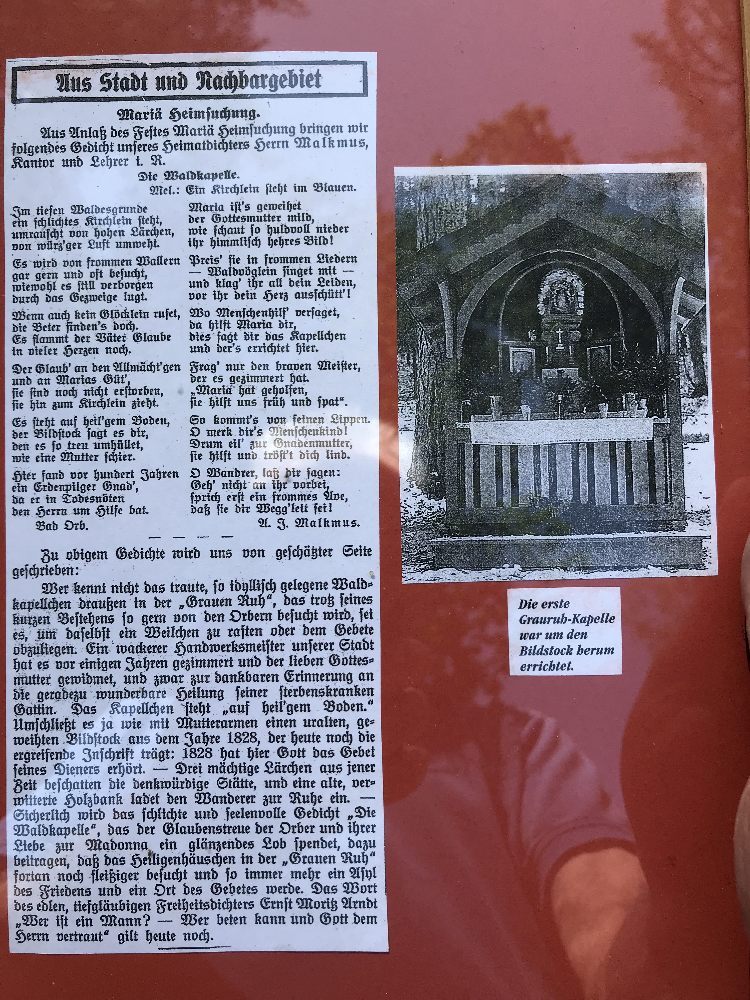 Aus Stadt und Nachbargebiet
Mariä Heimsuchung.
Aus Anlaß des Festes Mariä Heimsuchung bringen wir
folgendes Gedicht unseres Heimatdichters Herrn Malkmus,
Kantor und Lehrer i. R.
Die Waldkapelle.
Mel.: Ein Kirchlein steht im Blauen.
Im tiefen Waldesgrunde
ein schlichtes Kirchlein steht,
umrauscht von hohen Lärchen,
von würz'ger Luft umweht.
Es wird von frommen Wallern
gar gern und oft besucht,
wiewohl es still verborgen
durch das Gezweige lugt.
Wenn auch kein Glöcklein rufet,
die Beter finden's doch.
Es flammt der Väter Glaube
in vieler Herzen noch.
Der Glaub' an den Allmächt'gen
und an Marias Güt',
sie sind noch nicht erstorben,
sie hin zum Kirchlein zieht.
Es steht auf heil'gem Boden,
der Bildstock sagt es dir,
den es so treu umhüllet,
wie eine Mutter schier.
Hier fand vor hundert Jahren
ein Erdenpilger Gnad',
da er in Todesnöten
den Herrn um Hilfe bat.
Bad Orb.
Maria ist's geweihet
der Gottesmutter mild,
wie schaut so huldvoll nieder
ihr himmlisch hehres Bild!
Preis' sie in frommen Liedern
— Waldvöglein singet mit —
und klag' ihr all dein Leiden,
vor ihr dein Herz ausschütt'!
Wo Menschenhilf' versaget,
da hilft Maria dir,
dies sagt dir das Kapellchen
und der's errichtet hier.
Frag' nur den braven Meister,
der es gezimmert hat.
„Maria hat geholfen,
sie hilft uns früh und spat“.
So kommt's von seinen Lippen.
O merk dir's Menschenkind!
Drum eil' zur Gnadenmutter,
sie hilft und tröst't dich lind.
O Wandrer, laß dir sagen:
Geh' nicht an ihr vorbei,
sprich erst ein frommes Ave,
daß sie dir Wegg'leit sei!
A. J. Malkmus.
Zu obigem Gedichte wird uns von geschätzter Seite
geschrieben:
Wer kennt nicht das traute, so idyllisch gelegene Wald-
kapellchen draußen in der „Grauen Ruh“, das trotz seines
kurzen Bestehens so gern von den Orbern besucht wird, sei
es, um daselbst ein Weilchen zu rasten oder dem Gebete
obzuliegen. Ein wackerer Handwerksmeister unserer Stadt
hat es vor einigen Jahren gezimmert und der lieben Gottes-
mutter gewidmet, und zwar zur dankbaren Erinnerung an
die geradezu wunderbare Heilung seiner sterbenskranken
Gattin. Das Kapellchen steht „auf heil'gem Boden.“
Umschließt es ja wie mit Mutterarmen einen uralten, ge-
weihten Bildstock aus dem Jahre 1828, der heute noch die
ergreifende Inschrift trägt: 1828 hat hier Gott das Gebet
seines Dieners erhört. — Drei mächtige Lärchen aus jener
Zeit beschatten die denkwürdige Stätte, und eine alte, ver-
witterte Holzbank ladet den Wanderer zur Ruhe ein. —
Sicherlich wird das schlichte und seelenvolle Gedicht „Die
Waldkapelle“, das der Glaubenstreue der Orber und ihrer
Liebe zur Madonna ein glänzendes Lob spendet, dazu
beitragen, daß das Heiligenhäuschen in der „Grauen Ruh“
fortan noch fleißiger besucht und so immer mehr ein Asyl
des Friedens und ein Ort des Gebetes werde. Das Wort
des edlen, tiefgläubigen Freiheitsdichters Ernst Moritz Arndt
„Wer ist ein Mann? — Wer beten kann und Gott dem
Herrn vertraut“ gilt heute noch.
Die erste
Grauruh-Kapelle
war um den
Bildstock herum
errichtet.